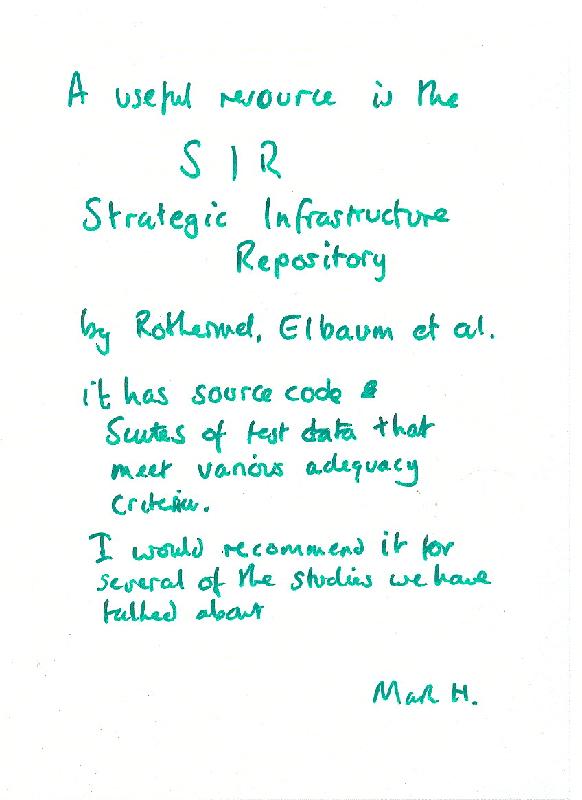 A useful resource is the
SIR
Strategic Infrastructure
Repository
by Rothermel, Elbaum et al.
it has source code &
Suites of test data that
meet various adequacy
criteria.
I would recommend it for
several of the studies we have
talked about
Mark H.